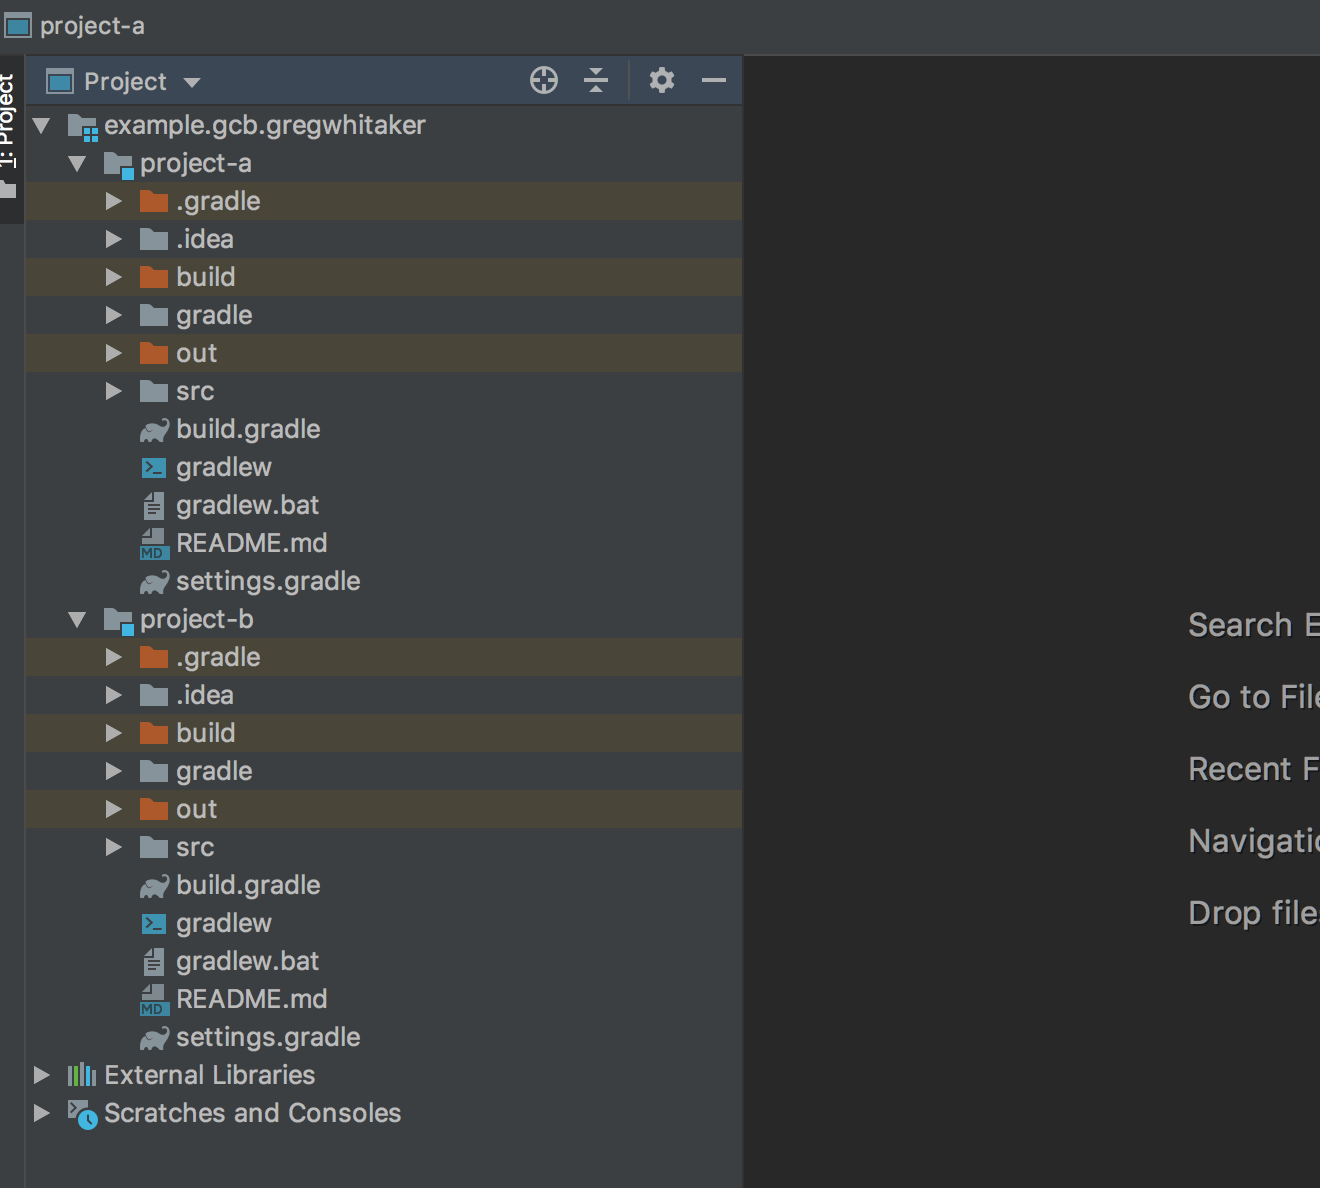 project-a
1: Project
Project
example.gcb.gregwhitaker
project-a
.gradle
.idea
build
gradle
out
src
build.gradle
gradlew
gradlew.bat
MD README.md
settings.gradle
project-b
.gradle
.idea
build
gradle
out
src
build.gradle
gradlew
gradlew.bat
MD README.md
settings.gradle
External Libraries
Scratches and Consoles
Search E
Go to File
Recent F
Navigatio
Drop files